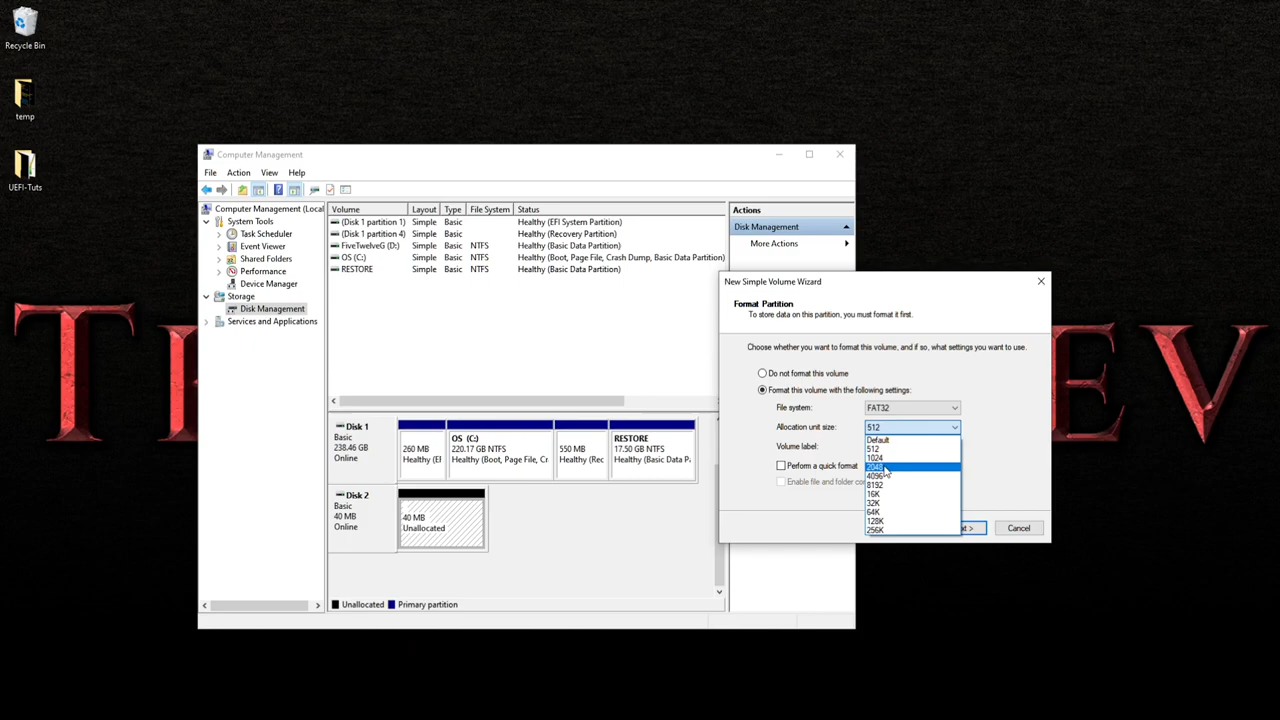 Recycle Bin
temp
UEFI-Tuts
Computer Management
File Action View Help
Computer Management (Local
System Tools
Task Scheduler
Event Viewer
Shared Folders
Performance
Device Manager
Storage
Disk Management
Services and Applications
Volume Layout Type File System Status
(Disk 1 partition 1) Simple Basic Healthy (EFI System Partition)
(Disk 1 partition 4) Simple Basic Healthy (Recovery Partition)
FiveTwelveG (D:) Simple Basic NTFS Healthy (Basic Data Partition)
OS (C:) Simple Basic NTFS Healthy (Boot, Page File, Crash Dump, Basic Data Partition)
RESTORE Simple Basic NTFS Healthy (Basic Data Partition)
Disk 1
Basic
238.46 GB
Online
260 MB
Healthy (EI
OS (C:)
220.17 GB NTFS
Healthy (Boot, Page File, Cr
550 MB
Healthy (Rec
RESTORE
17.50 GB NTFS
Healthy (Basic Data P
Disk 2
Basic
40 MB
Online
40 MB
Unallocated
Unallocated Primary partition
Actions
Disk Management
More Actions
New Simple Volume Wizard
Format Partition
To store data on this partition, you must format it first.
Choose whether you want to format this volume, and if so, what settings you want to use.
Do not format this volume
Format this volume with the following settings:
File system: FAT32
Allocation unit size: 512
Volume label:
Perform a quick format
Enable file and folder co
Default
512
1024
2048
4096
8192
16K
32K
64K
128K
256K
xt >
Cancel
T
EV